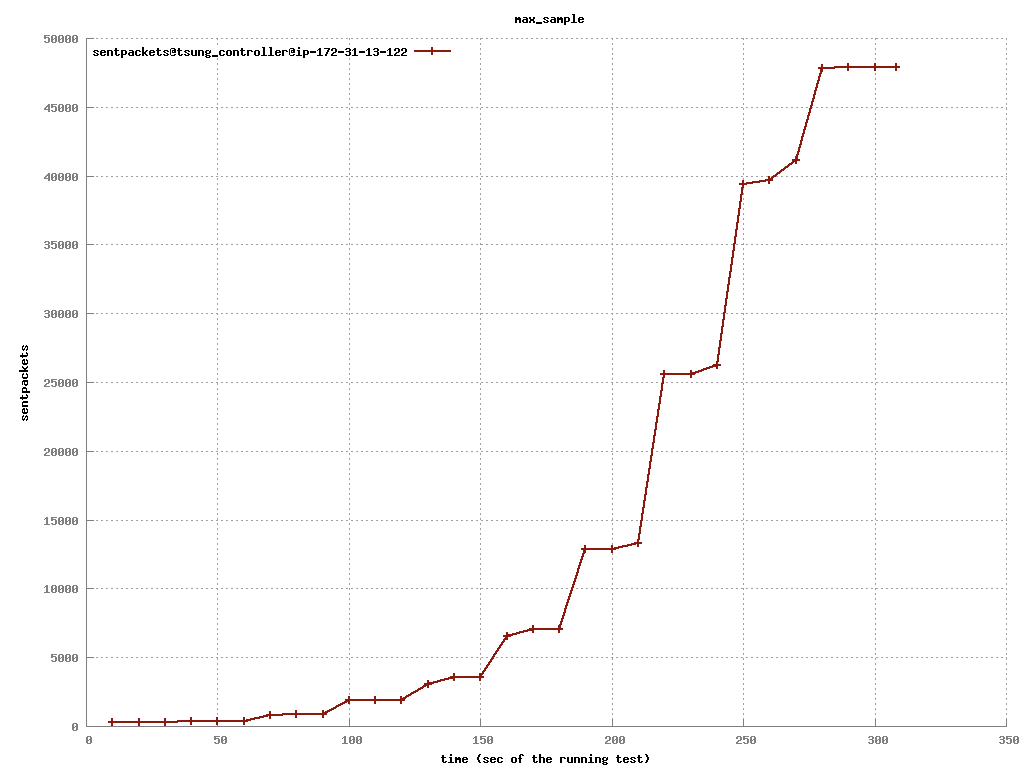 max_sample
sentpackets@tsung_controller@ip-172-31-13-122
50000
45000
40000
35000
30000
25000
20000
15000
10000
5000
0
sentpackets
0 50 100 150 200 250 300 350
time (sec of the running test)